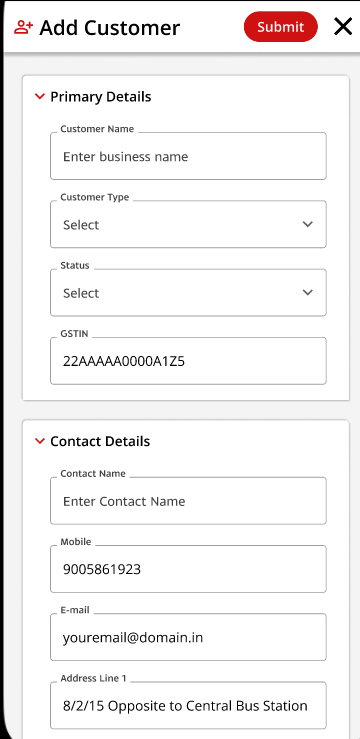 Add Customer
Submit
Primary Details
Customer Name
Enter business name
Customer Type
Select
Status
Select
GSTIN
22AAAAA0000A1Z5
Contact Details
Contact Name
Enter Contact Name
Mobile
9005861923
E-mail
youremail@domain.in
Address Line 1
8/2/15 Opposite to Central Bus Station